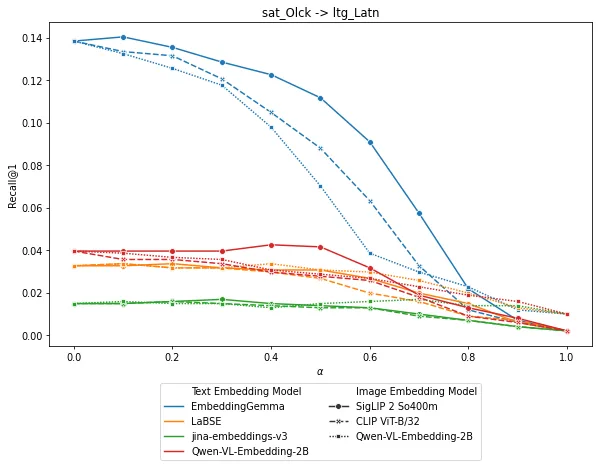 sat_Olck -> ltg_Latn
Recall@1
0.14
0.12
0.10
0.08
0.06
0.04
0.02
0.00
0.0 0.2 0.4 0.6 0.8 1.0
α
Text Embedding Model Image Embedding Model
EmbeddingGemma SigLIP 2 So400m
LaBSE CLIP ViT-B/32
jina-embeddings-v3 Qwen-VL-Embedding-2B
Qwen-VL-Embedding-2B